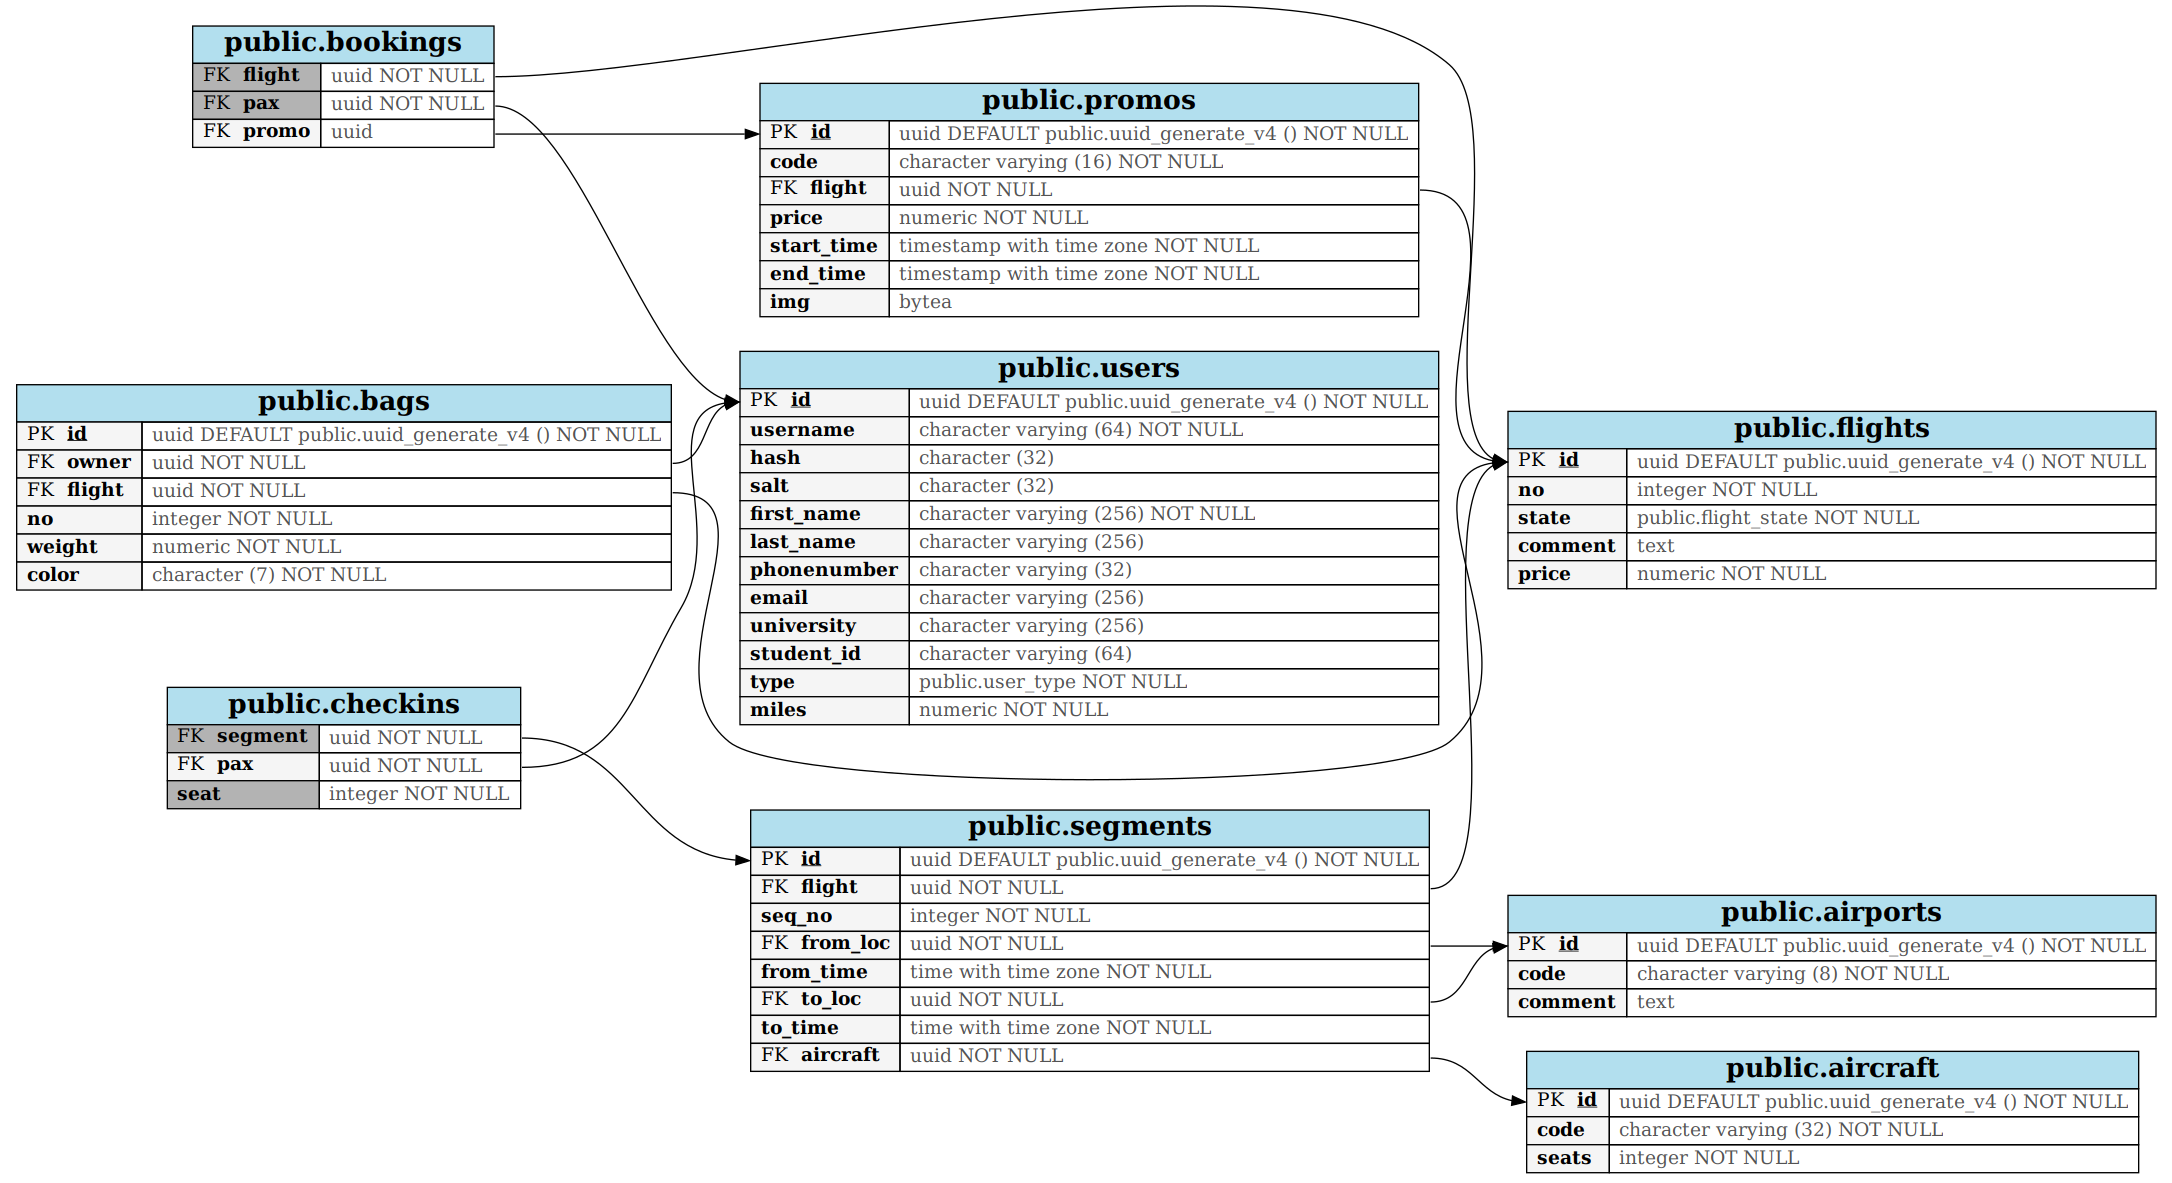 public.bookings
FK flight uuid NOT NULL
FK pax uuid NOT NULL
FK promo uuid
public.promos
PK id uuid DEFAULT public.uuid_generate_v4 () NOT NULL
code character varying (16) NOT NULL
FK flight uuid NOT NULL
price numeric NOT NULL
start_time timestamp with time zone NOT NULL
end_time timestamp with time zone NOT NULL
img bytea
public.users
PK id uuid DEFAULT public.uuid_generate_v4 () NOT NULL
username character varying (64) NOT NULL
hash character (32)
salt character (32)
first_name character varying (256) NOT NULL
last_name character varying (256)
phonenumber character varying (32)
email character varying (256)
university character varying (256)
student_id character varying (64)
type public.user_type NOT NULL
miles numeric NOT NULL
public.bags
PK id uuid DEFAULT public.uuid_generate_v4 () NOT NULL
FK owner uuid NOT NULL
FK flight uuid NOT NULL
no integer NOT NULL
weight numeric NOT NULL
color character (7) NOT NULL
public.flights
PK id uuid DEFAULT public.uuid_generate_v4 () NOT NULL
no integer NOT NULL
state public.flight_state NOT NULL
comment text
price numeric NOT NULL
public.checkins
FK segment uuid NOT NULL
FK pax uuid NOT NULL
seat integer NOT NULL
public.segments
PK id uuid DEFAULT public.uuid_generate_v4 () NOT NULL
FK flight uuid NOT NULL
seq_no integer NOT NULL
FK from_loc uuid NOT NULL
from_time time with time zone NOT NULL
FK to_loc uuid NOT NULL
to_time time with time zone NOT NULL
FK aircraft uuid NOT NULL
public.airports
PK id uuid DEFAULT public.uuid_generate_v4 () NOT NULL
code character varying (8) NOT NULL
comment text
public.aircraft
PK id uuid DEFAULT public.uuid_generate_v4 () NOT NULL
code character varying (32) NOT NULL
seats integer NOT NULL